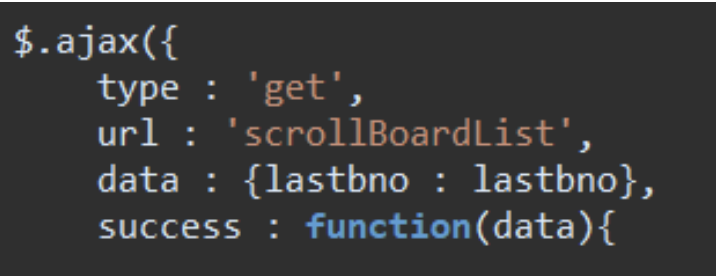 $.ajax({
    type : 'get',
    url : 'scrollBoardList',
    data : {lastbno : lastbno},
    success : function(data){